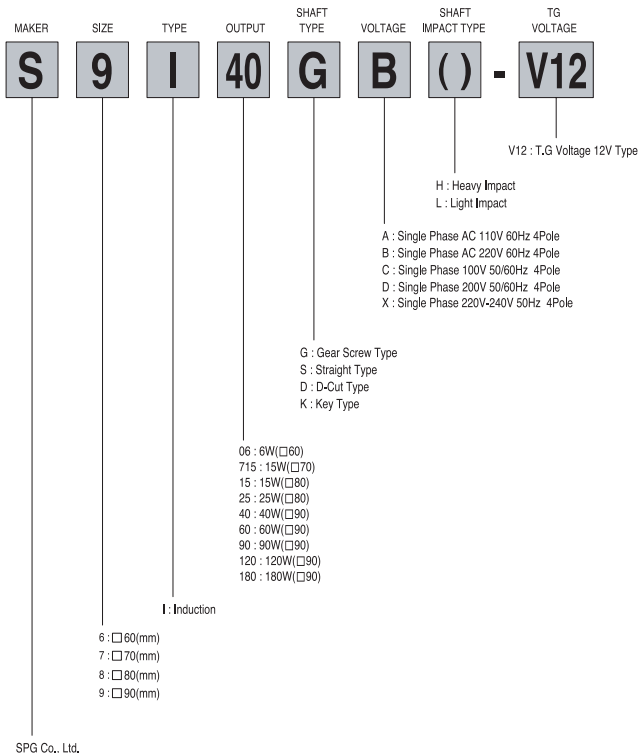 MAKER SIZE TYPE OUTPUT SHAFT TYPE VOLTAGE SHAFT IMPACT TYPE TG VOLTAGE
S 9 I 40 G B ( ) - V12
V12 : T.G Voltage 12V Type
H : Heavy Impact
L : Light Impact
A : Single Phase AC 110V 60Hz 4Pole
B : Single Phase AC 220V 60Hz 4Pole
C : Single Phase 100V 50/60Hz 4Pole
D : Single Phase 200V 50/60Hz 4Pole
X : Single Phase 220V-240V 50Hz 4Pole
G : Gear Screw Type
S : Straight Type
D : D-Cut Type
K : Key Type
06 : 6W(□60)
715 : 15W(□70)
15 : 15W(□80)
25 : 25W(□80)
40 : 40W(□90)
60 : 60W(□90)
90 : 90W(□90)
120 : 120W(□90)
180 : 180W(□90)
I : Induction
6 : □ 60(mm)
7 : □ 70(mm)
8 : □ 80(mm)
9 : □ 90(mm)
SPG Co., Ltd.